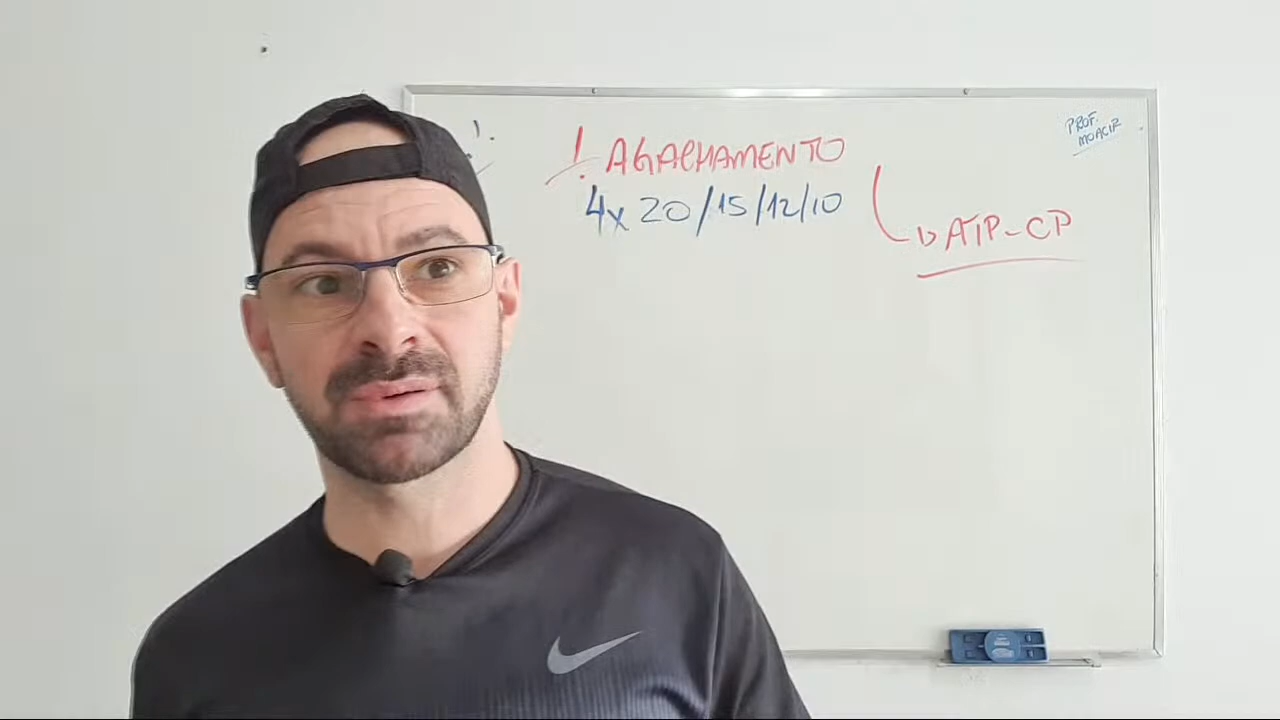 1. AGACHAMENTO
4x 20/15/12/10
ATP-CP
PROF.
MOACIR